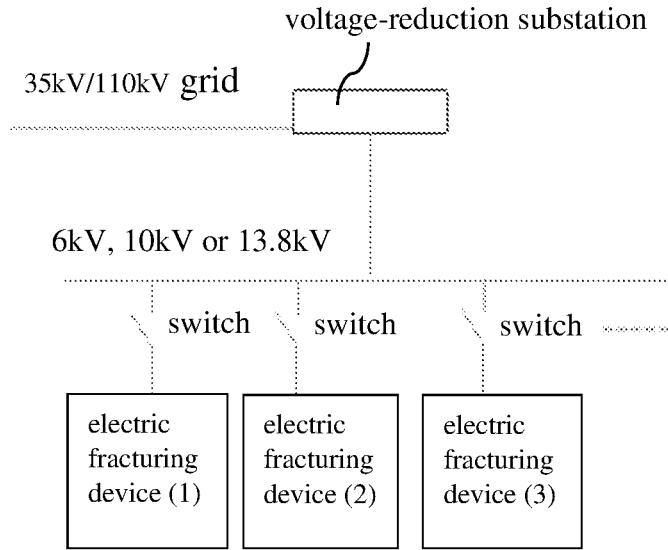 voltage-reduction substation
35kV/110kV grid
6kV, 10kV or 13.8kV
switch switch switch
electric
fracturing
device (1)
electric
fracturing
device (2)
electric
fracturing
device (3)